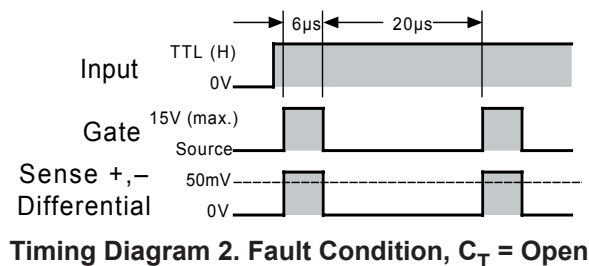 6µs 20µs
Input TTL (H)
0V
Gate 15V (max.)
Source
Sense +,– 50mV
Differential 0V
Timing Diagram 2. Fault Condition, C_T = Open